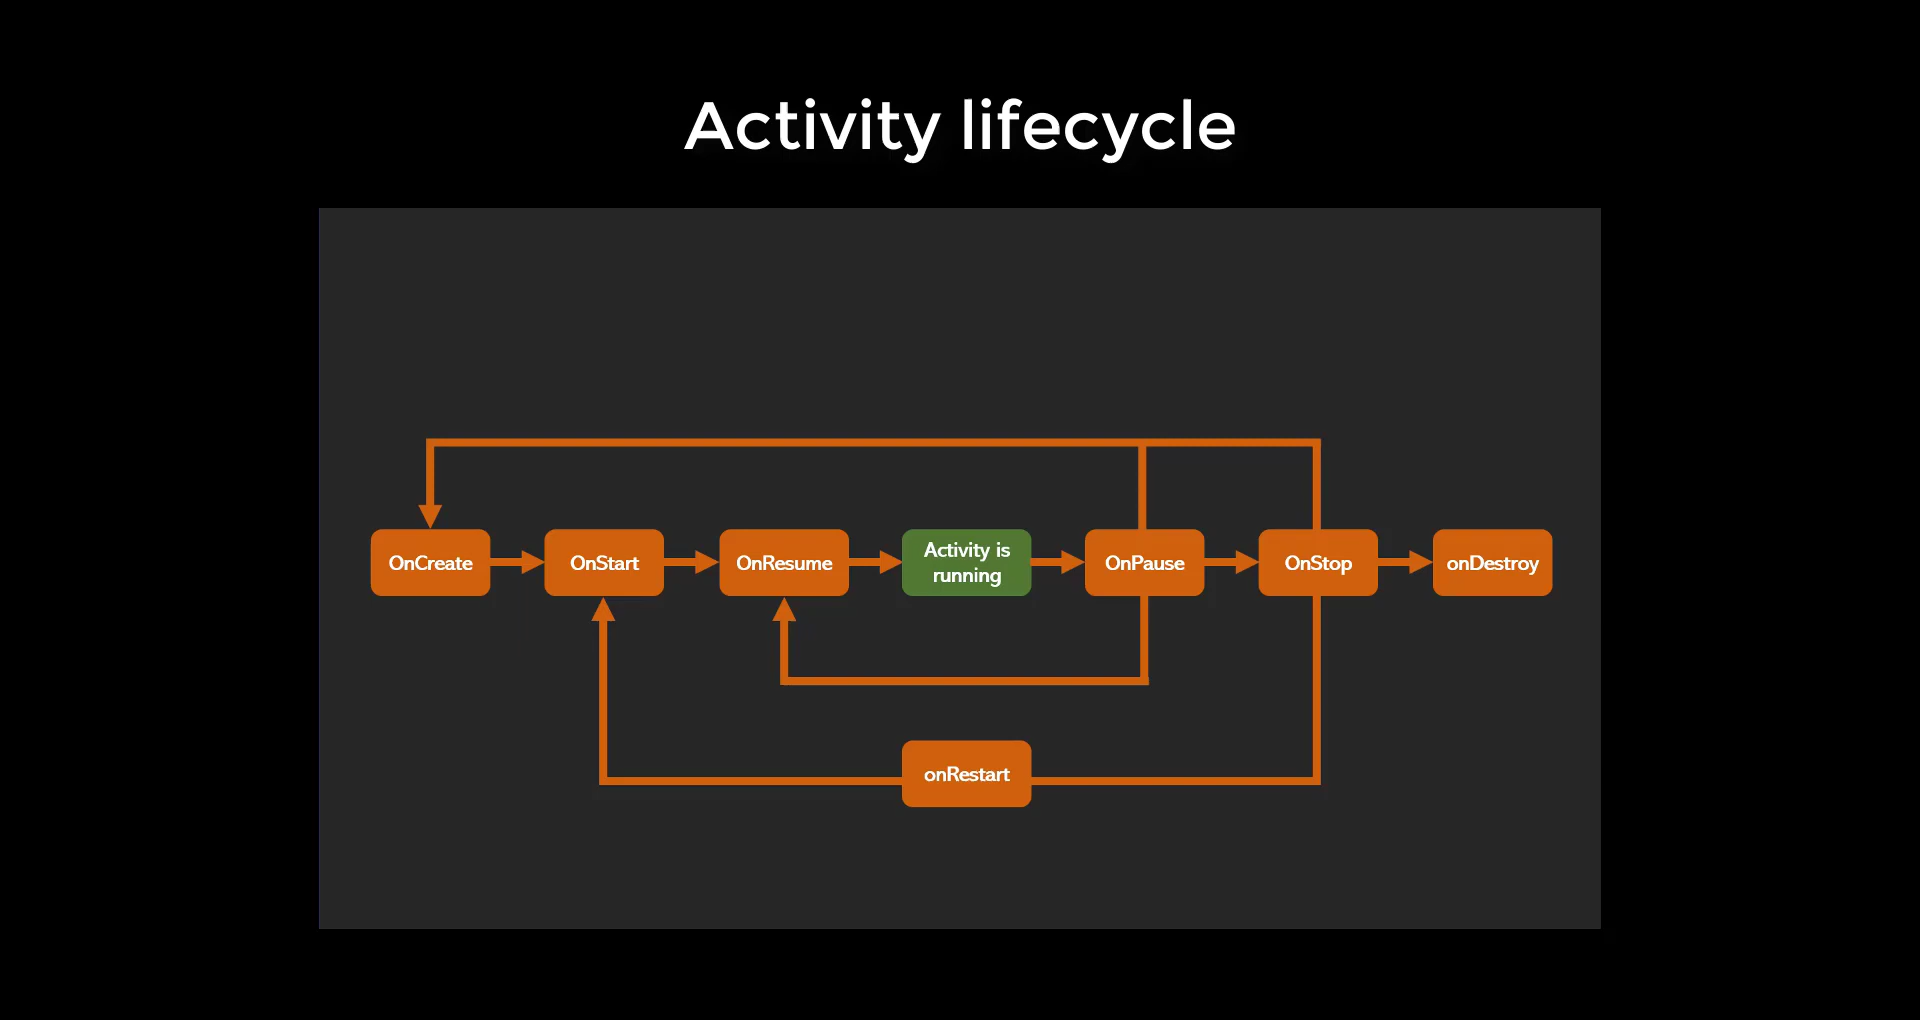 Activity lifecycle
OnCreate
OnStart
OnResume
Activity is
running
OnPause
OnStop
onDestroy
onRestart